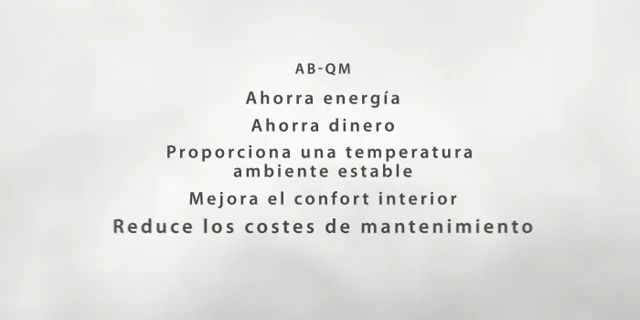 AB-QM
Ahorra energía
Ahorra dinero
Proporciona una temperatura
ambiente estable
Mejora el confort interior
Reduce los costes de mantenimiento